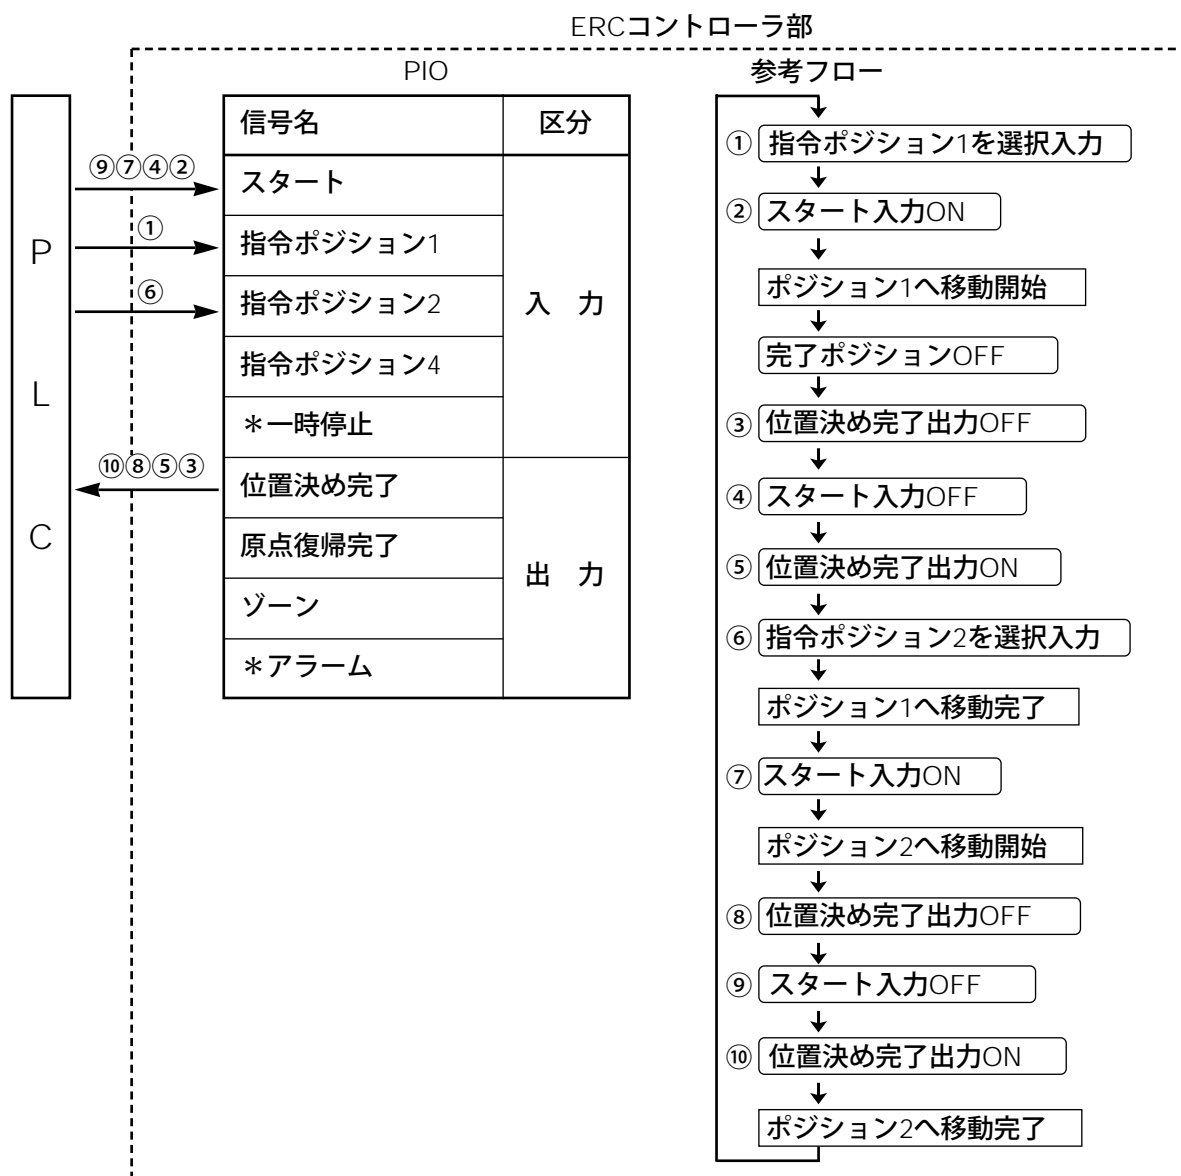 ERCコントローラ部
PIO
参考フロー
P
L
C
⑨⑦④②
①
⑥
⑩⑧⑤③
信号名 区分
スタート
指令ポジション1
指令ポジション2
指令ポジション4
*一時停止
入 力
位置決め完了
原点復帰完了
ゾーン
*アラーム
出 力
① 指令ポジション1を選択入力
② スタート入力ON
ポジション1へ移動開始
完了ポジションOFF
③ 位置決め完了出力OFF
④ スタート入力OFF
⑤ 位置決め完了出力ON
⑥ 指令ポジション2を選択入力
ポジション1へ移動完了
⑦ スタート入力ON
ポジション2へ移動開始
⑧ 位置決め完了出力OFF
⑨ スタート入力OFF
⑩ 位置決め完了出力ON
ポジション2へ移動完了